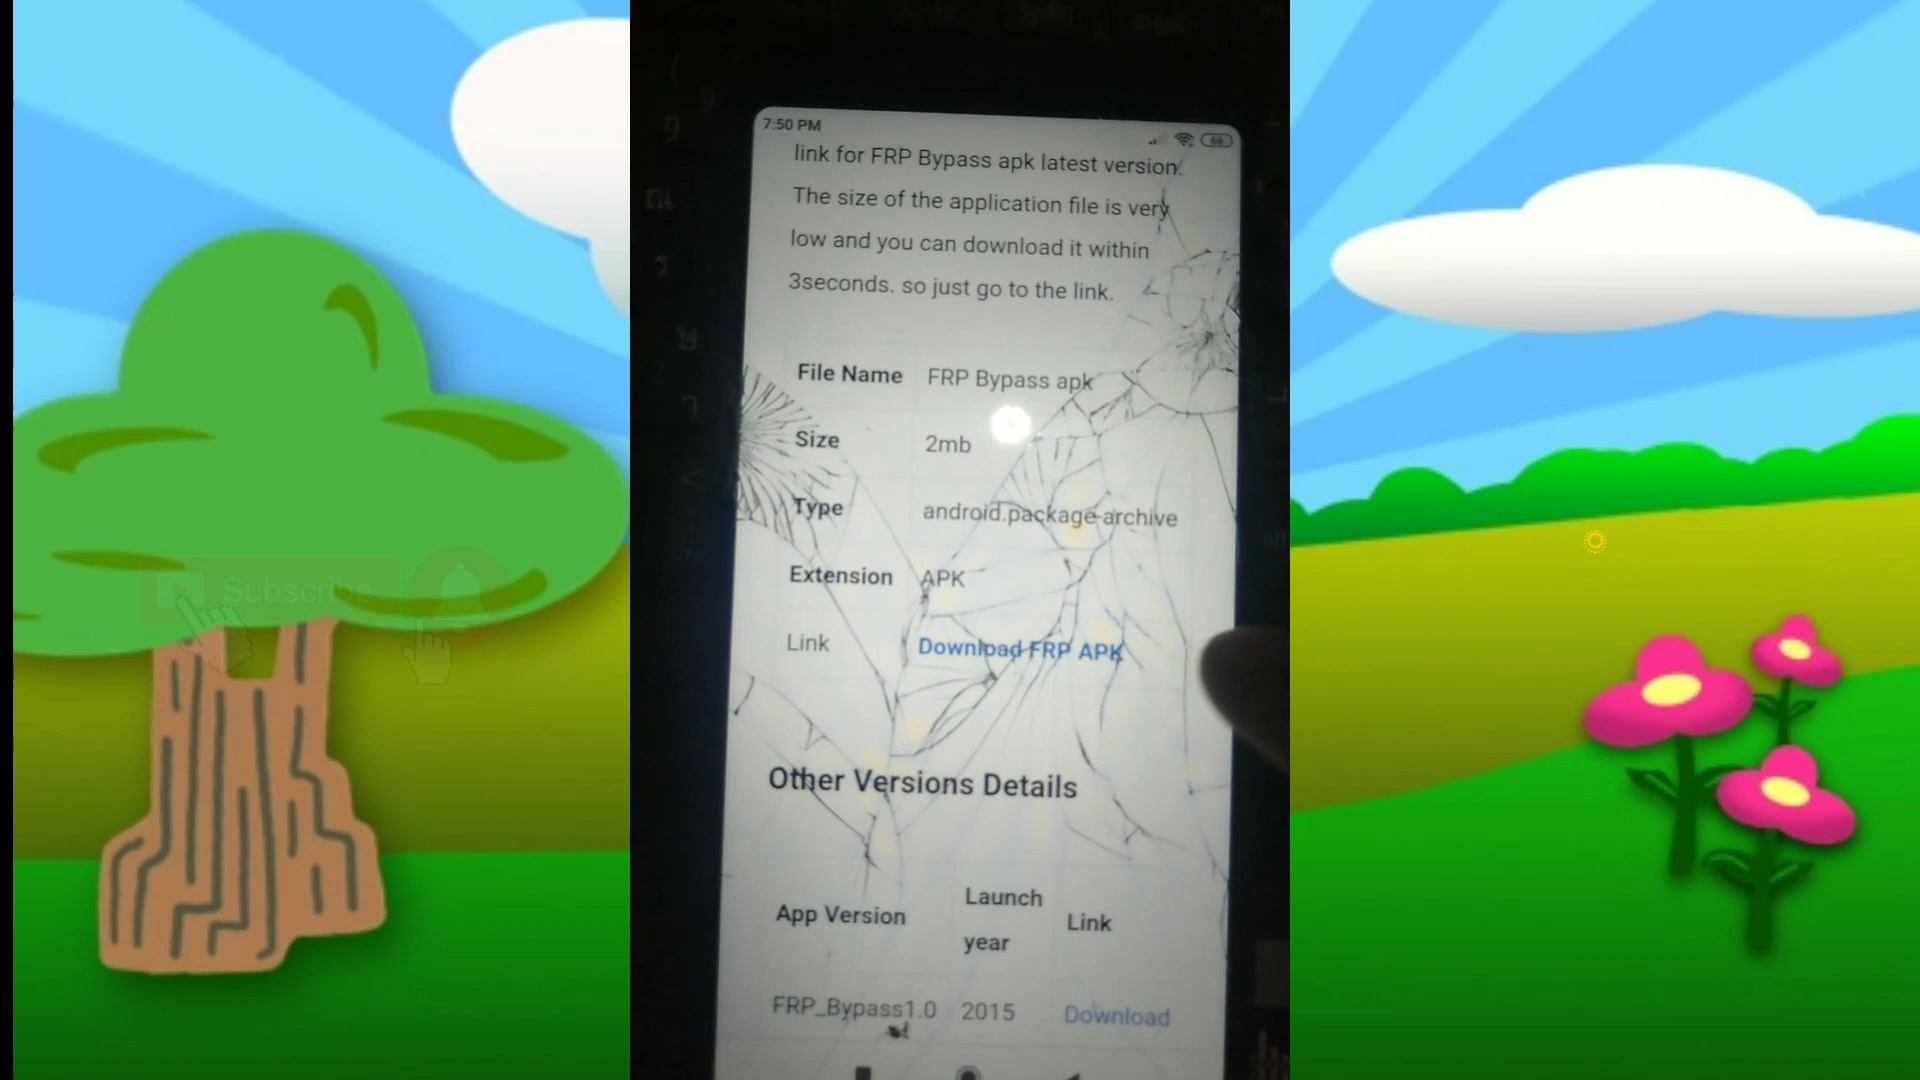 7:50 PM
66
link for FRP Bypass apk latest version.
The size of the application file is very
low and you can download it within
3seconds. so just go to the link.
File Name FRP Bypass apk
Size 2mb
Type android.package-archive
Extension APK
Link Download FRP APK
Other Versions Details
App Version Launch year Link
FRP_Bypass1.0 2015 Download
Subscribe